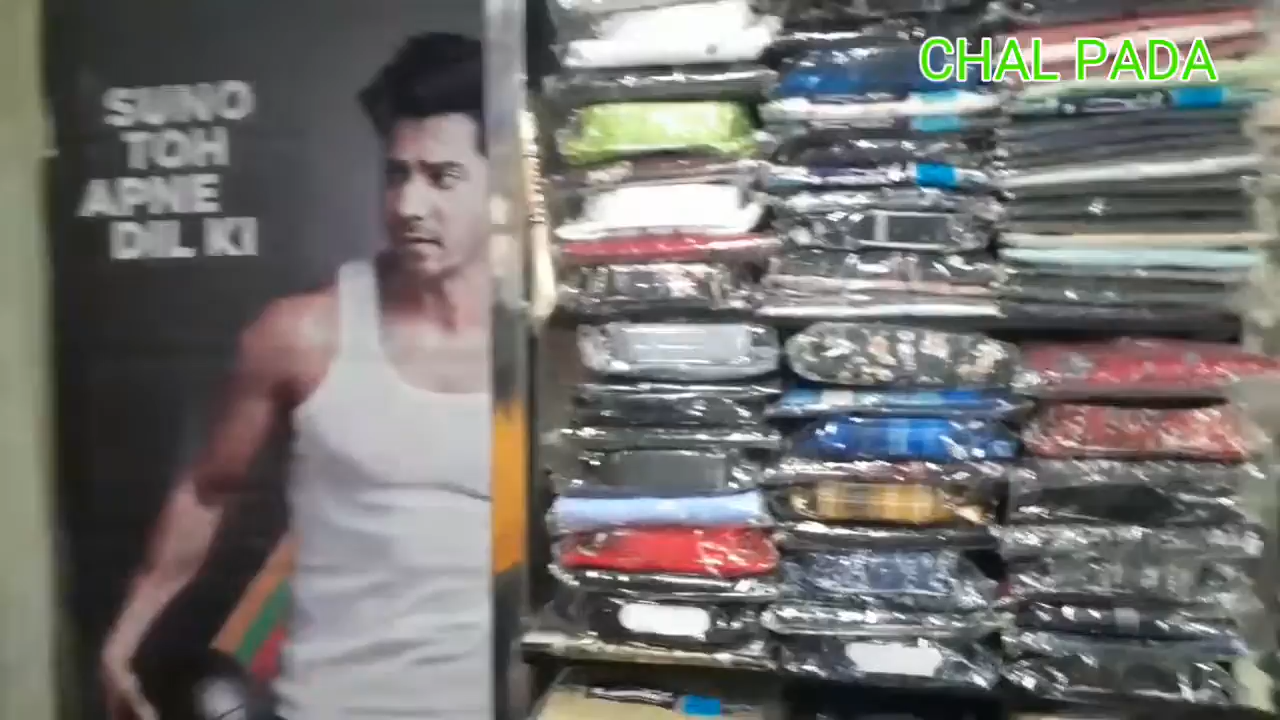 SUNO
TOH
APNE
DIL KI
CHAL PADA